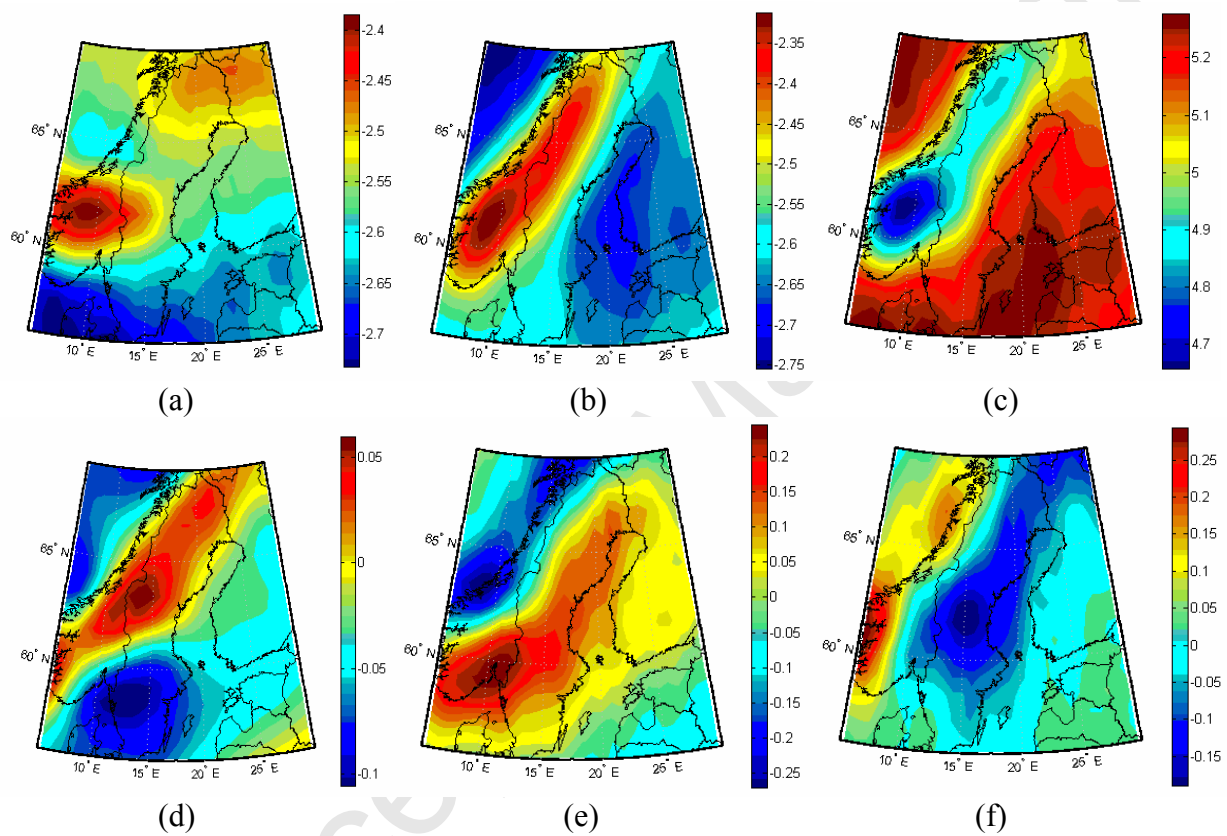 -2.4
-2.45
-2.5
-2.55
-2.6
-2.65
-2.7
65° N
60° N
10° E
15° E
20° E
25° E
(a)
-2.35
-2.4
-2.45
-2.5
-2.55
-2.6
-2.65
-2.7
-2.75
65° N
60° N
10° E
15° E
20° E
25° E
(b)
5.2
5.1
5
4.9
4.8
4.7
65° N
60° N
10° E
15° E
20° E
25° E
(c)
0.05
0
-0.05
-0.1
65° N
60° N
10° E
15° E
20° E
25° E
(d)
0.2
0.15
0.1
0.05
0
-0.05
-0.1
-0.15
-0.2
-0.25
65° N
60° N
10° E
15° E
20° E
25° E
(e)
0.25
0.2
0.15
0.1
0.05
0
-0.05
-0.1
-0.15
65° N
60° N
10° E
15° E
20° E
25° E
(f)